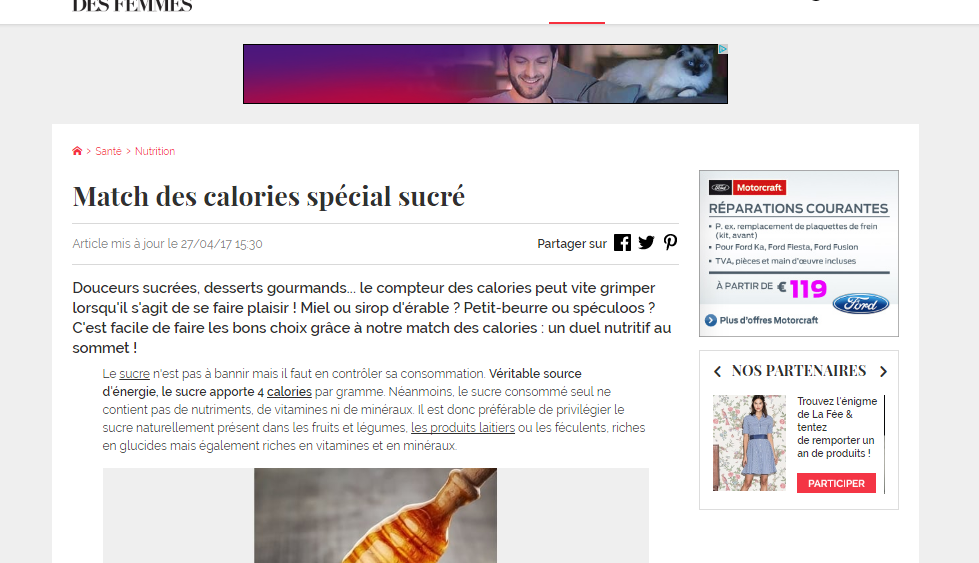 DES FEMMES
Santé > Nutrition
Match des calories spécial sucré
Article mis à jour le 27/04/17 15:30
Partager sur
Douceurs sucrées, desserts gourmands... le compteur des calories peut vite grimper
lorsqu'il s'agit de se faire plaisir ! Miel ou sirop d'érable ? Petit-beurre ou spéculoos ?
C'est facile de faire les bons choix grâce à notre match des calories : un duel nutritif au
sommet !
Le sucre n'est pas à bannir mais il faut en contrôler sa consommation. Véritable source
d'énergie, le sucre apporte 4 calories par gramme. Néanmoins, le sucre consommé seul ne
contient pas de nutriments, de vitamines ni de minéraux. Il est donc préférable de privilégier le
sucre naturellement présent dans les fruits et légumes, les produits laitiers ou les féculents, riches
en glucides mais également riches en vitamines et en minéraux.
Ford Motorcraft
RÉPARATIONS COURANTES
• P. ex. remplacement de plaquettes de frein
(kit, avant)
• Pour Ford Ka, Ford Fiesta, Ford Fusion
• TVA, pièces et main d'œuvre incluses
À PARTIR DE € 119
Ford
Plus d'offres Motorcraft
NOS PARTENAIRES
Trouvez l'énigme
de La Fée &
tentez
de remporter un
an de produits !
PARTICIPER